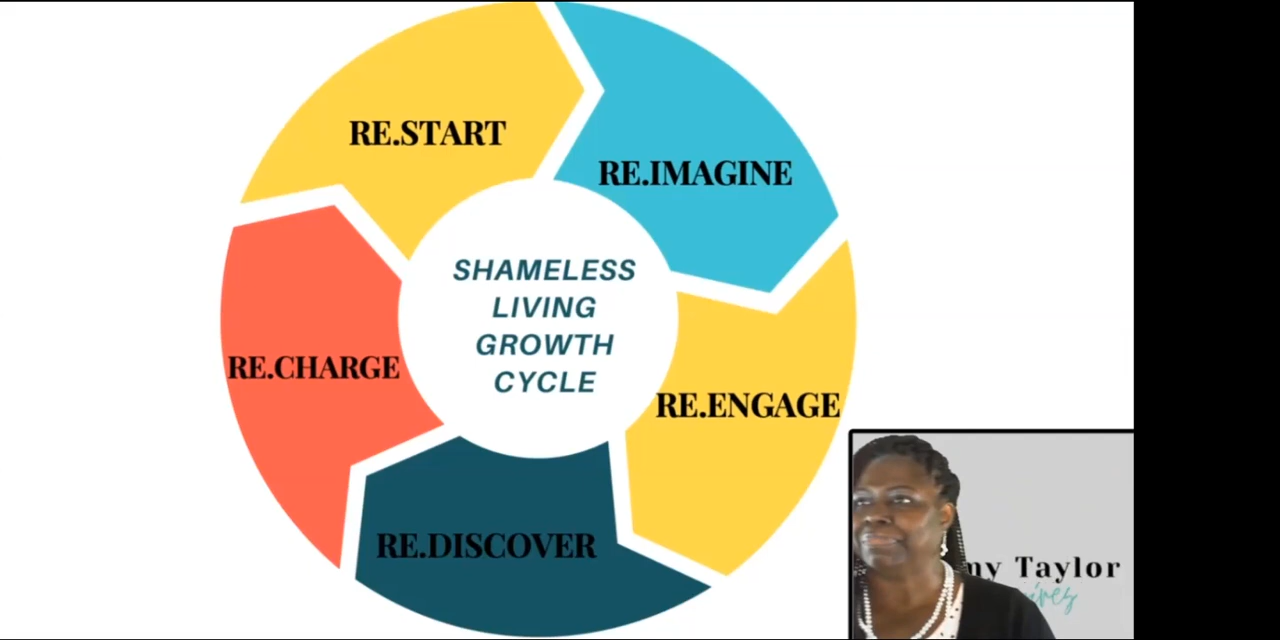 RE.START
RE.IMAGINE
SHAMELESS
LIVING
GROWTH
CYCLE
RE.CHARGE
RE.ENGAGE
RE.DISCOVER
Taylor